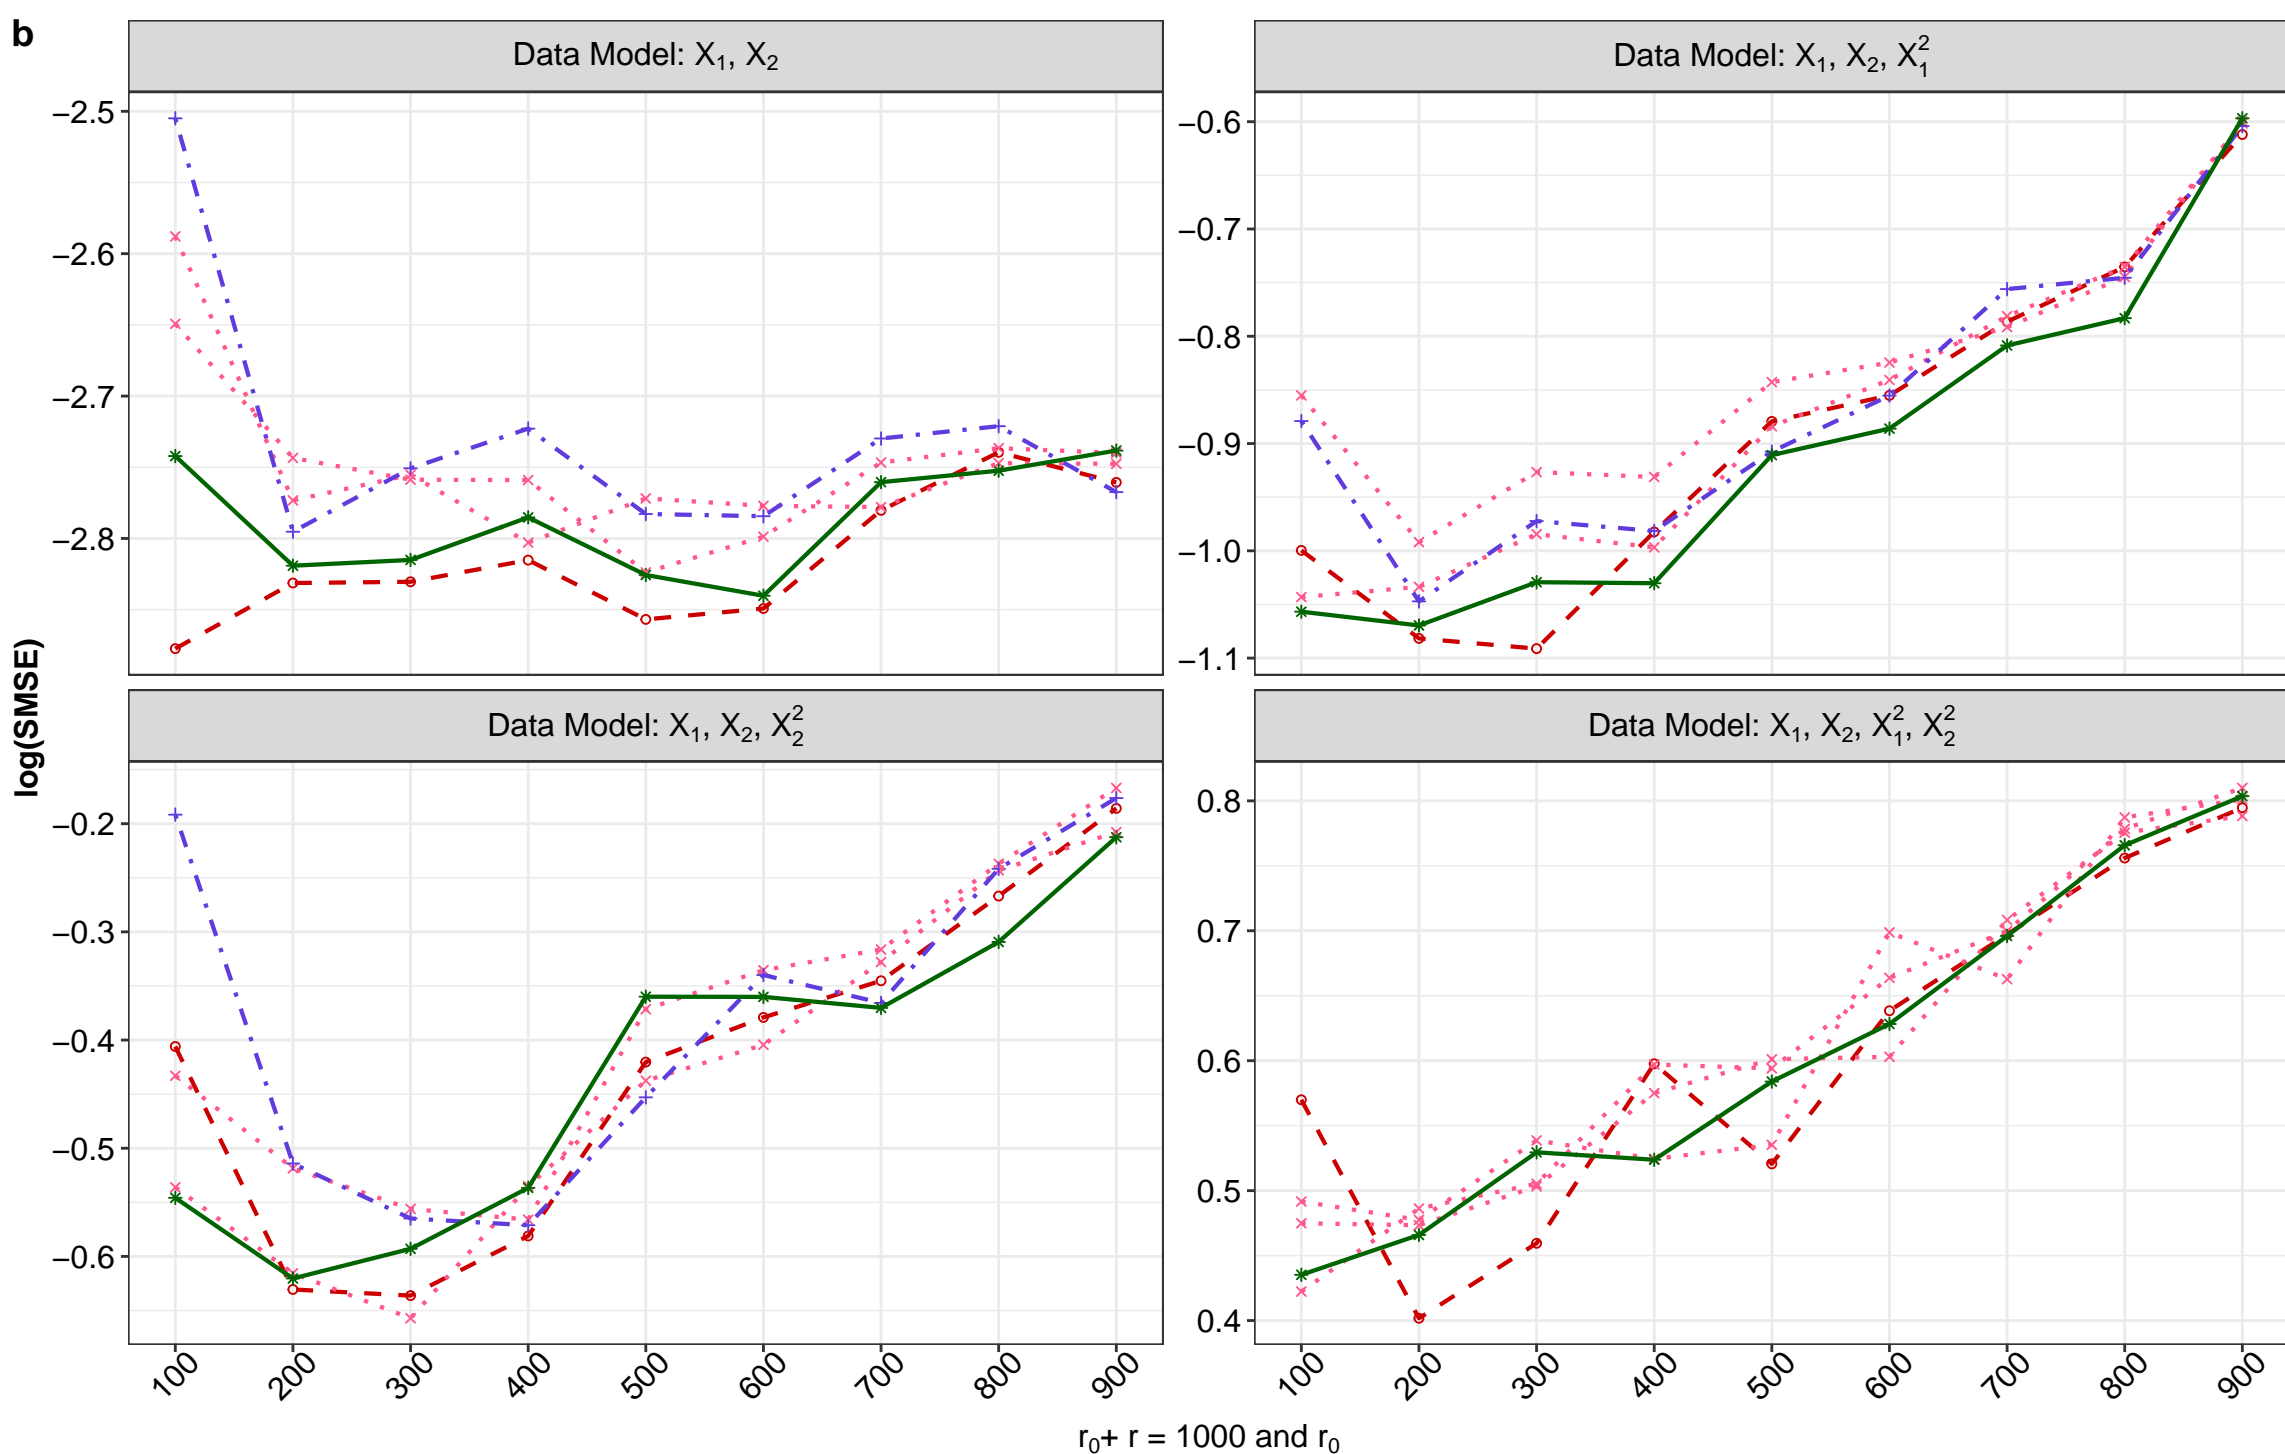 b
Data Model: X₁, X₂
Data Model: X₁, X₂, X₁²
−2.5
−2.6
−2.7
−2.8
−0.6
−0.7
−0.8
−0.9
−1.0
−1.1
log(SMSE)
Data Model: X₁, X₂, X₂²
Data Model: X₁, X₂, X₁², X₂²
−0.2
−0.3
−0.4
−0.5
−0.6
0.8
0.7
0.6
0.5
0.4
100 200 300 400 500 600 700 800 900
100 200 300 400 500 600 700 800 900
r₀+ r = 1000 and r₀